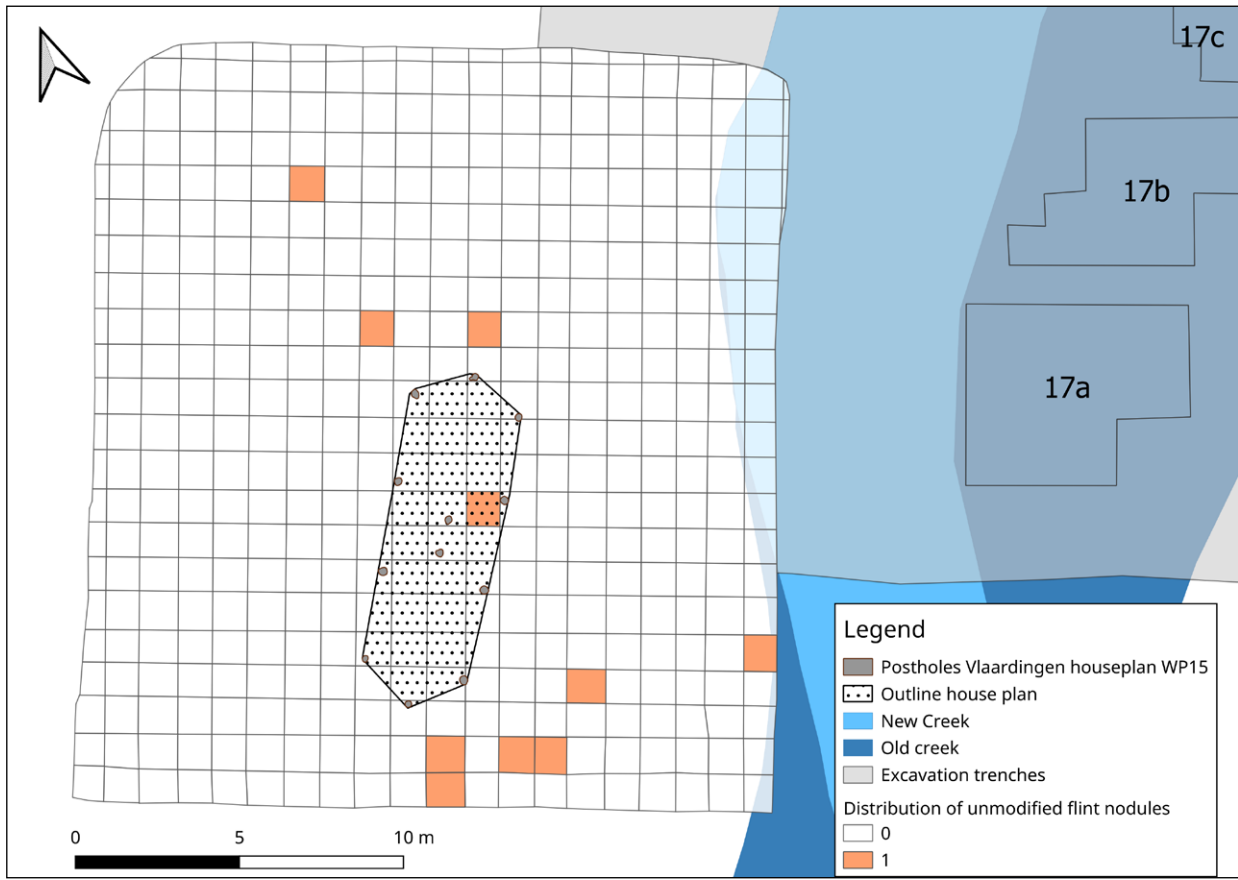 17c
17b
17a
Legend
Postholes Vlaardingen houseplan WP15
Outline house plan
New Creek
Old creek
Excavation trenches
Distribution of unmodified flint nodules
0
1
0 5 10 m